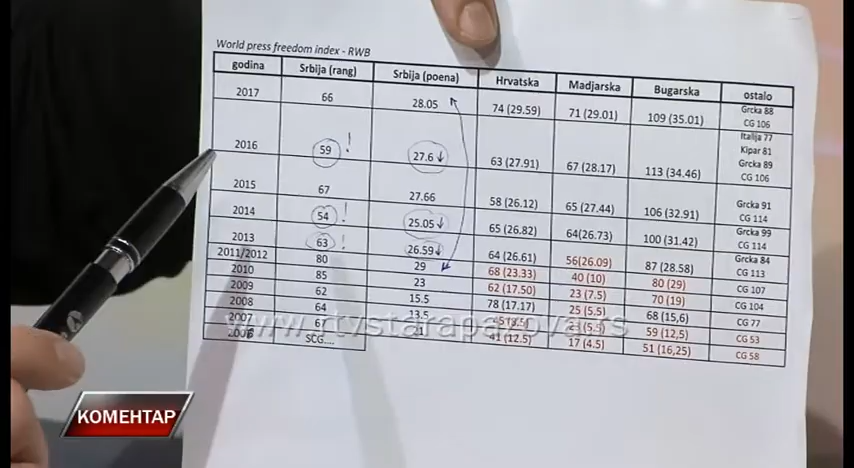 World press freedom index - RWB
godina Srbija (rang) Srbija (poena) Hrvatska Madjarska Bugarska ostalo
2017 66 28.05 74 (29.59) 71 (29.01) 109 (35.01) Grcka 88
CG 106
Italija 77
Kipar 81
2016 59 ! 27.6 ↓ 63 (27.91) 67 (28.17) 113 (34.46) Grcka 89
CG 106
2015 67 27.66 58 (26.12) 65 (27.44) 106 (32.91) Grcka 91
CG 114
2014 54 ! 25.05 ↓ 65 (26.82) 64(26.73) 100 (31.42) Grcka 99
CG 114
2013 63 ! 26.59 ↓ 64 (26.61) 56(26.09) 87 (28.58) Grcka 84
CG 113
2011/2012 80 29 68 (23.33) 40 (10) 80 (29) CG 107
2010 85 23 62 (17.50) 23 (7.5) 70 (19) CG 104
2009 62 15.5 78 (17.17) 25 (5.5) 68 (15,6) CG 77
2008 64 13.5 (5.5) 59 (12,5) CG 53
2007 41 (12.5) 17 (4.5) 51 (16,25) CG 58
2006 SCG....
www.rtvstarapazova.rs
КОМЕНТАР